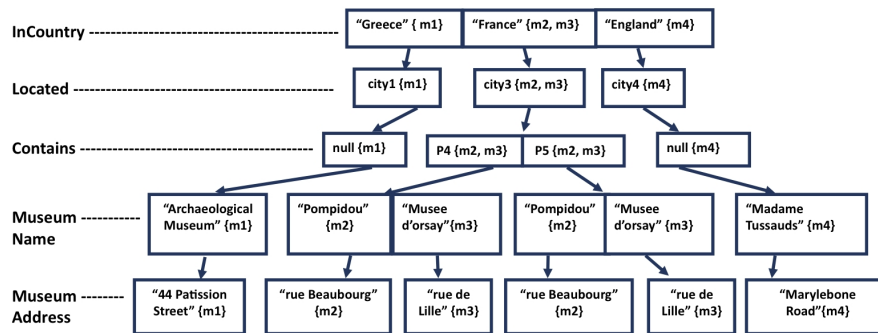 InCountry
"Greece" { m1}
"France" {m2, m3}
"England" {m4}
Located
city1 {m1}
city3 {m2, m3}
city4 {m4}
Contains
null {m1}
P4 {m2, m3}
P5 {m2, m3}
null {m4}
Museum
Name
"Archaeological
Museum" {m1}
"Pompidou"
{m2}
"Musee
d'orsay"{m3}
"Pompidou"
{m2}
"Musee
d'orsay" {m3}
"Madame
Tussauds" {m4}
Museum
Address
"44 Patission
Street" {m1}
"rue Beaubourg"
{m2}
"rue de
Lille" {m3}
"rue Beaubourg"
{m2}
"rue de
Lille" {m3}
"Marylebone
Road"{m4}